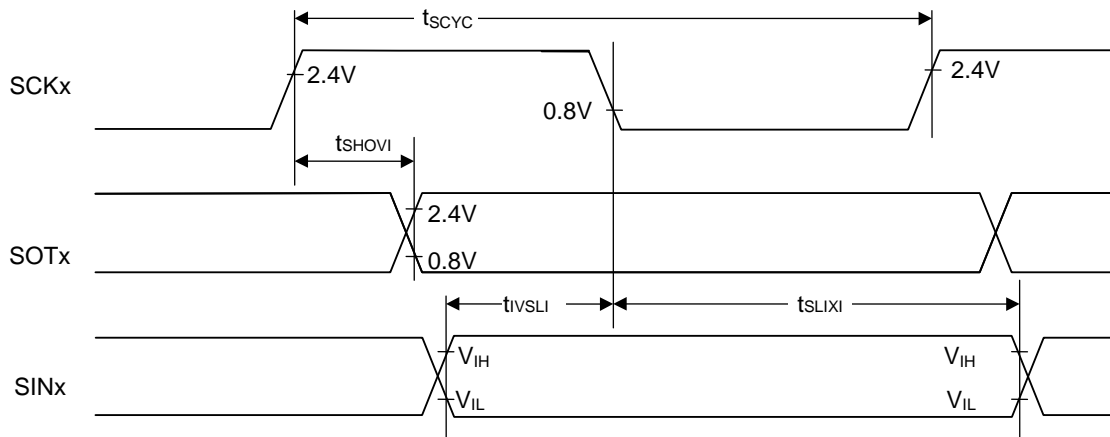 tSCYC
SCKx
2.4V
2.4V
0.8V
tSHOVI
SOTx
2.4V
0.8V
tIVSLI
tSLIXI
SINx
VIH
VIH
VIL
VIL